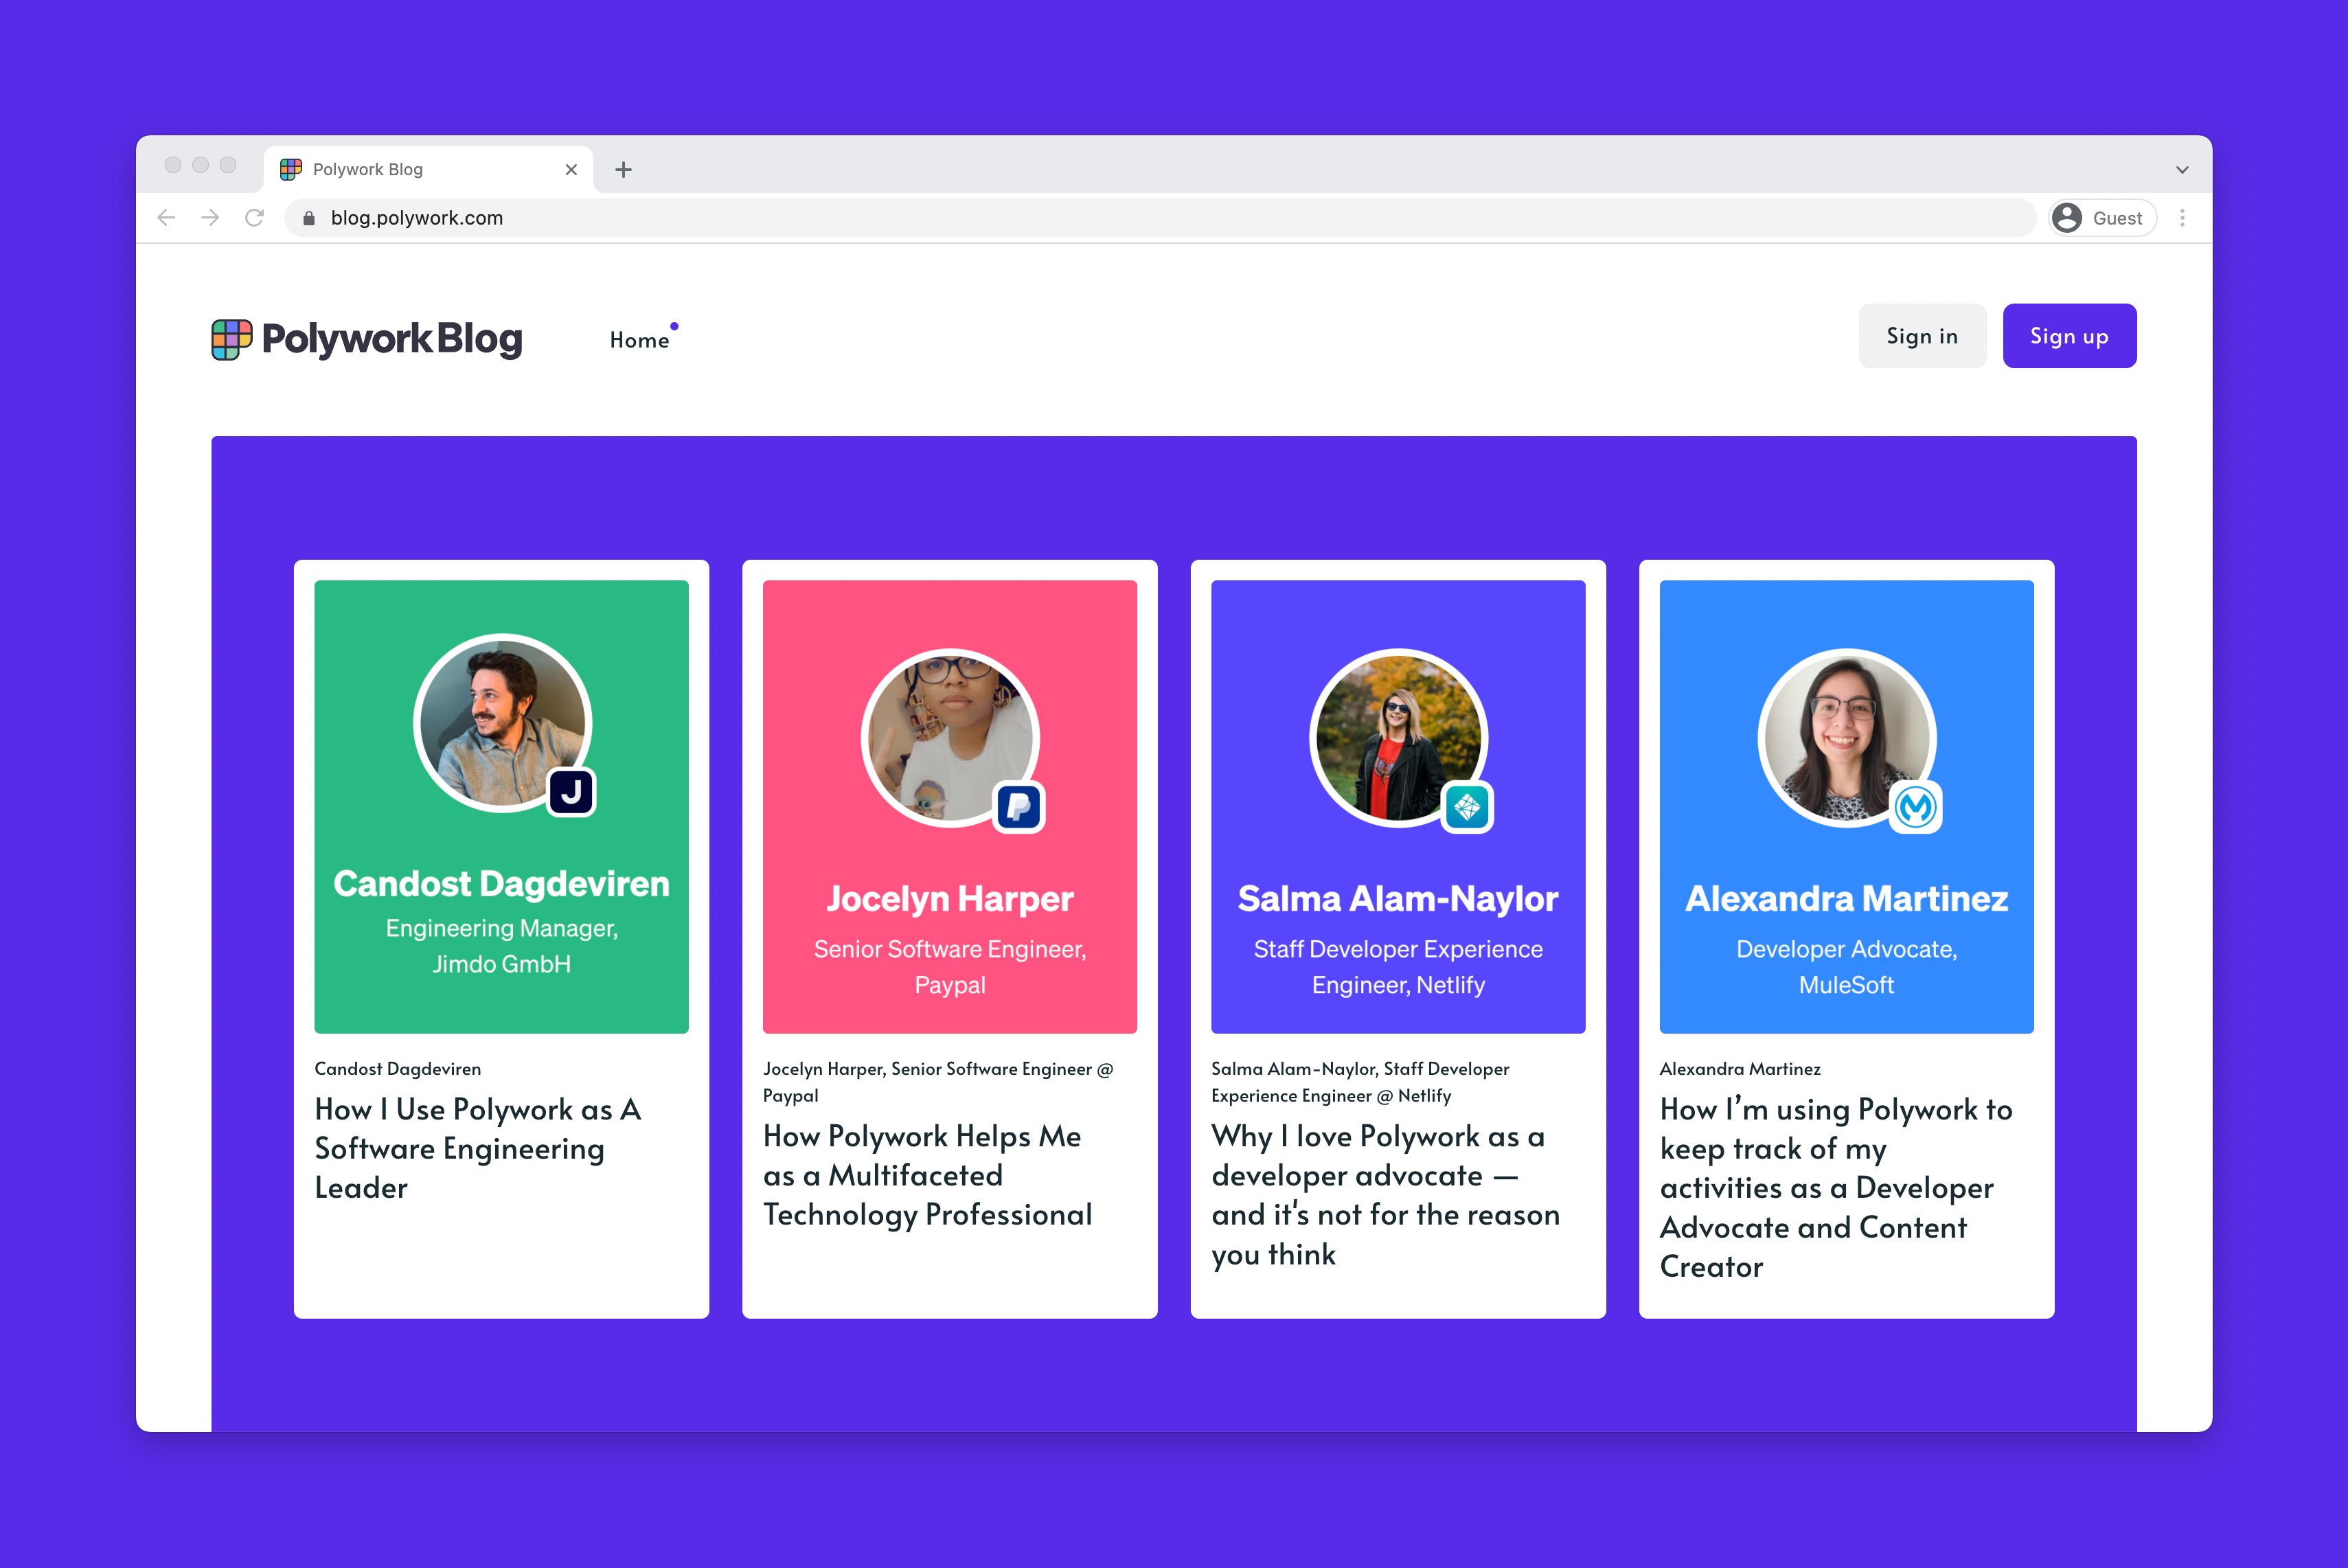 Polywork Blog
blog.polywork.com
Guest
Polywork Blog
Home
Sign in
Sign up
J
Candost Dagdeviren
Engineering Manager,
Jimdo GmbH
Candost Dagdeviren
How I Use Polywork as A
Software Engineering
Leader
Jocelyn Harper
Senior Software Engineer,
Paypal
Jocelyn Harper, Senior Software Engineer @
Paypal
How Polywork Helps Me
as a Multifaceted
Technology Professional
Salma Alam-Naylor
Staff Developer Experience
Engineer, Netlify
Salma Alam-Naylor, Staff Developer
Experience Engineer @ Netlify
Why I love Polywork as a
developer advocate —
and it's not for the reason
you think
Alexandra Martinez
Developer Advocate,
MuleSoft
Alexandra Martinez
How I’m using Polywork to
keep track of my
activities as a Developer
Advocate and Content
Creator